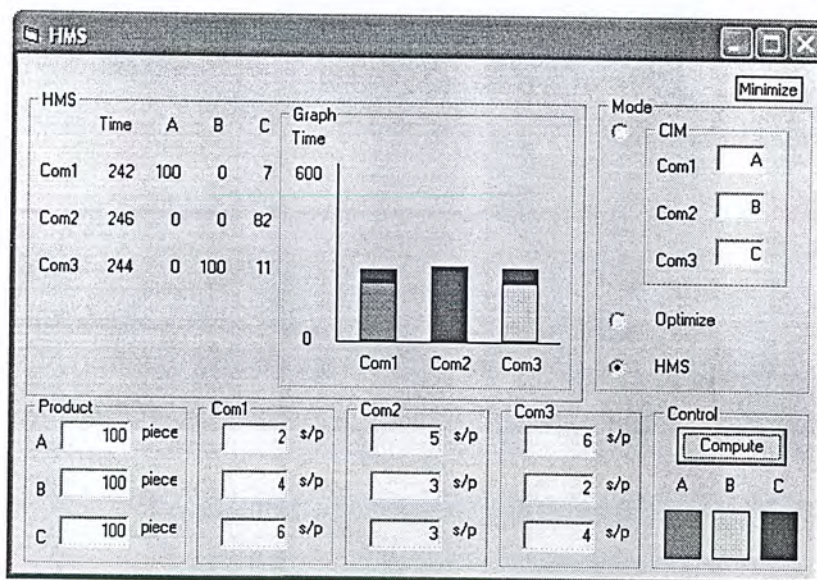 HMS
Minimize
HMS
Time A B C
Com1 242 100 0 7
Com2 246 0 0 82
Com3 244 0 100 11
Graph
Time
600
0
Com1 Com2 Com3
Mode
CIM
Com1 A
Com2 B
Com3 C
Optimize
HMS
Product
A 100 piece
B 100 piece
C 100 piece
Com1
2 s/p
4 s/p
6 s/p
Com2
5 s/p
3 s/p
3 s/p
Com3
6 s/p
2 s/p
4 s/p
Control
Compute
A B C